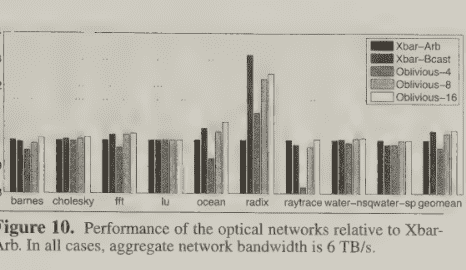 Xbar-Arb
Xbar-Bcast
Oblivious-4
Oblivious-8
Oblivious-16
barnes cholesky fft lu ocean radix raytrace water-nsq water-sp geomean
Figure 10. Performance of the optical networks relative to Xbar-
Arb. In all cases, aggregate network bandwidth is 6 TB/s.